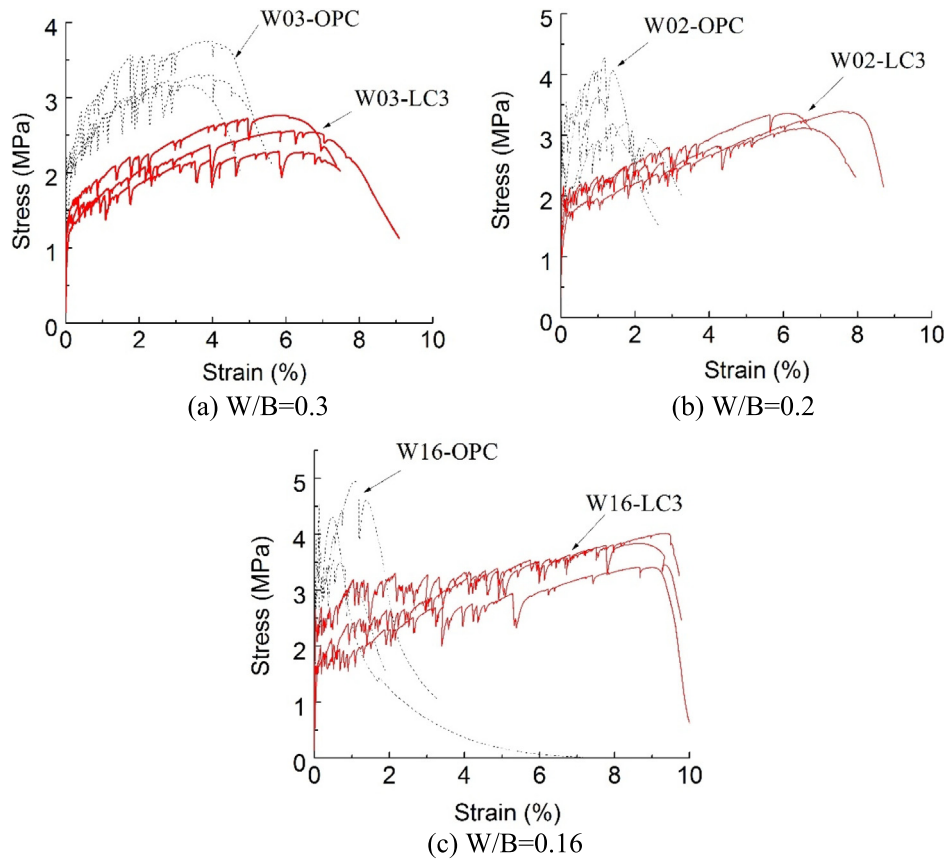 4
3
2
1
0
Stress (MPa)
W03-OPC
W03-LC3
0 2 4 6 8 10
Strain (%)
(a) W/B=0.3
5
4
3
2
1
0
Stress (MPa)
W02-OPC
W02-LC3
0 2 4 6 8 10
Strain (%)
(b) W/B=0.2
5
4
3
2
1
0
Stress (MPa)
W16-OPC
W16-LC3
0 2 4 6 8 10
Strain (%)
(c) W/B=0.16